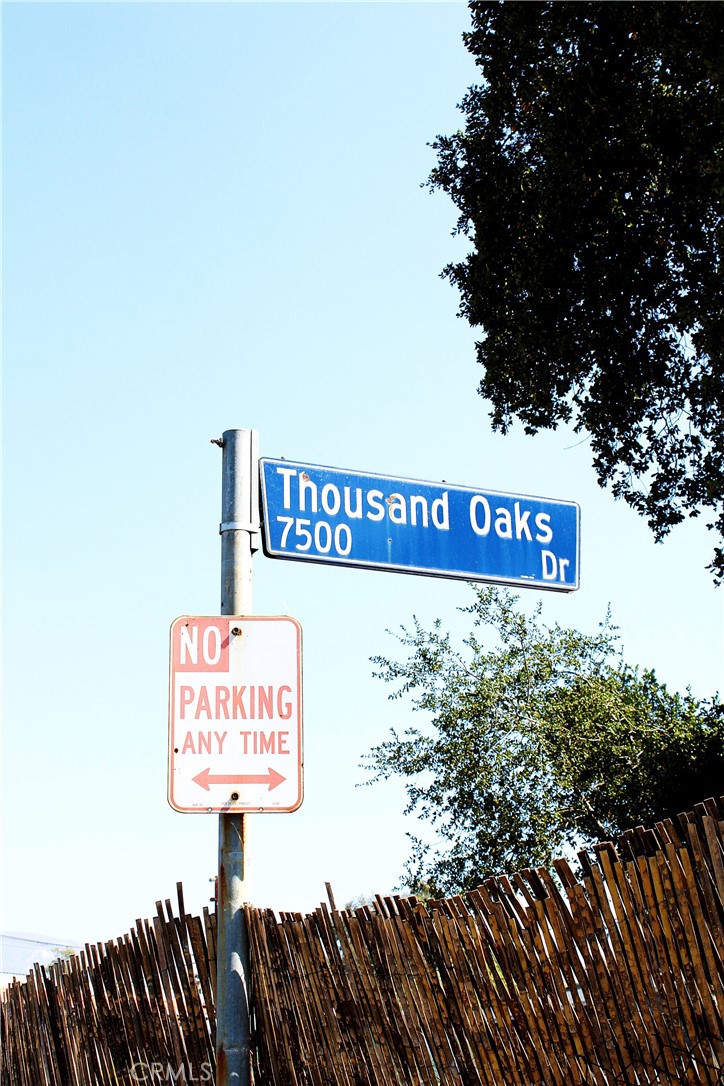 Thousand Oaks
7500
Dr
NO
PARKING
ANY TIME
CRMLS